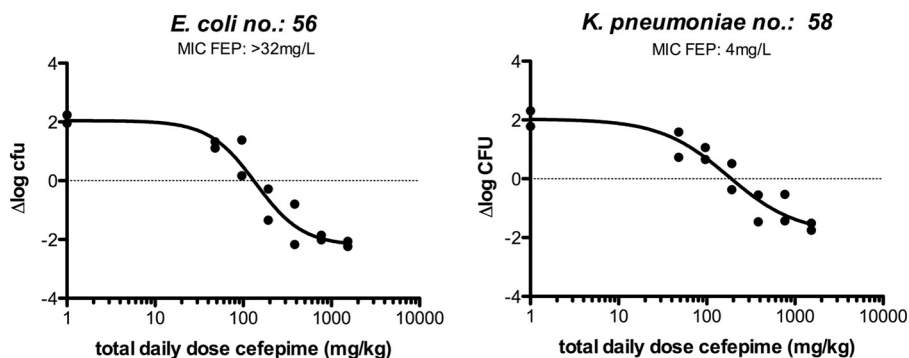 E. coli no.: 56
MIC FEP: >32mg/L
4
2
0
-2
-4
Δlog cfu
1
10
100
1000
10000
total daily dose cefepime (mg/kg)
K. pneumoniae no.: 58
MIC FEP: 4mg/L
4
2
0
-2
-4
Δlog CFU
1
10
100
1000
10000
total daily dose cefepime (mg/kg)